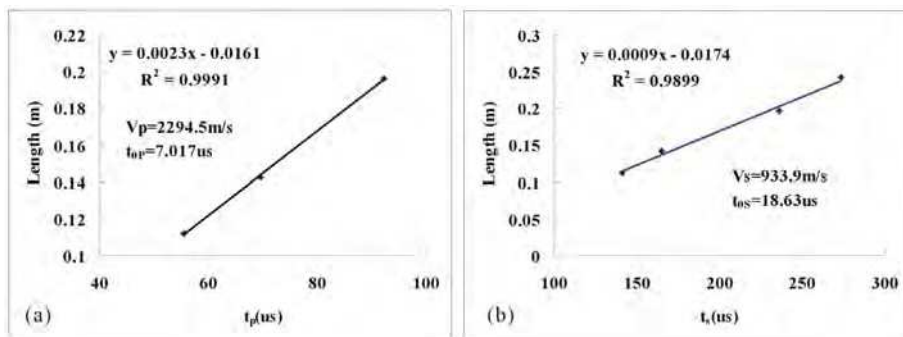 0.22
0.2
0.18
0.16
0.14
0.12
0.1
Length (m)
y = 0.0023x - 0.0161
R² = 0.9991
Vp=2294.5m/s
t₀P=7.017us
40
60
80
100
(a)
tₚ(us)
0.3
0.25
0.2
0.15
0.1
0.05
0
Length (m)
y = 0.0009x - 0.0174
R² = 0.9899
Vs=933.9m/s
t₀S=18.63us
100
150
200
250
300
(b)
tₛ(us)